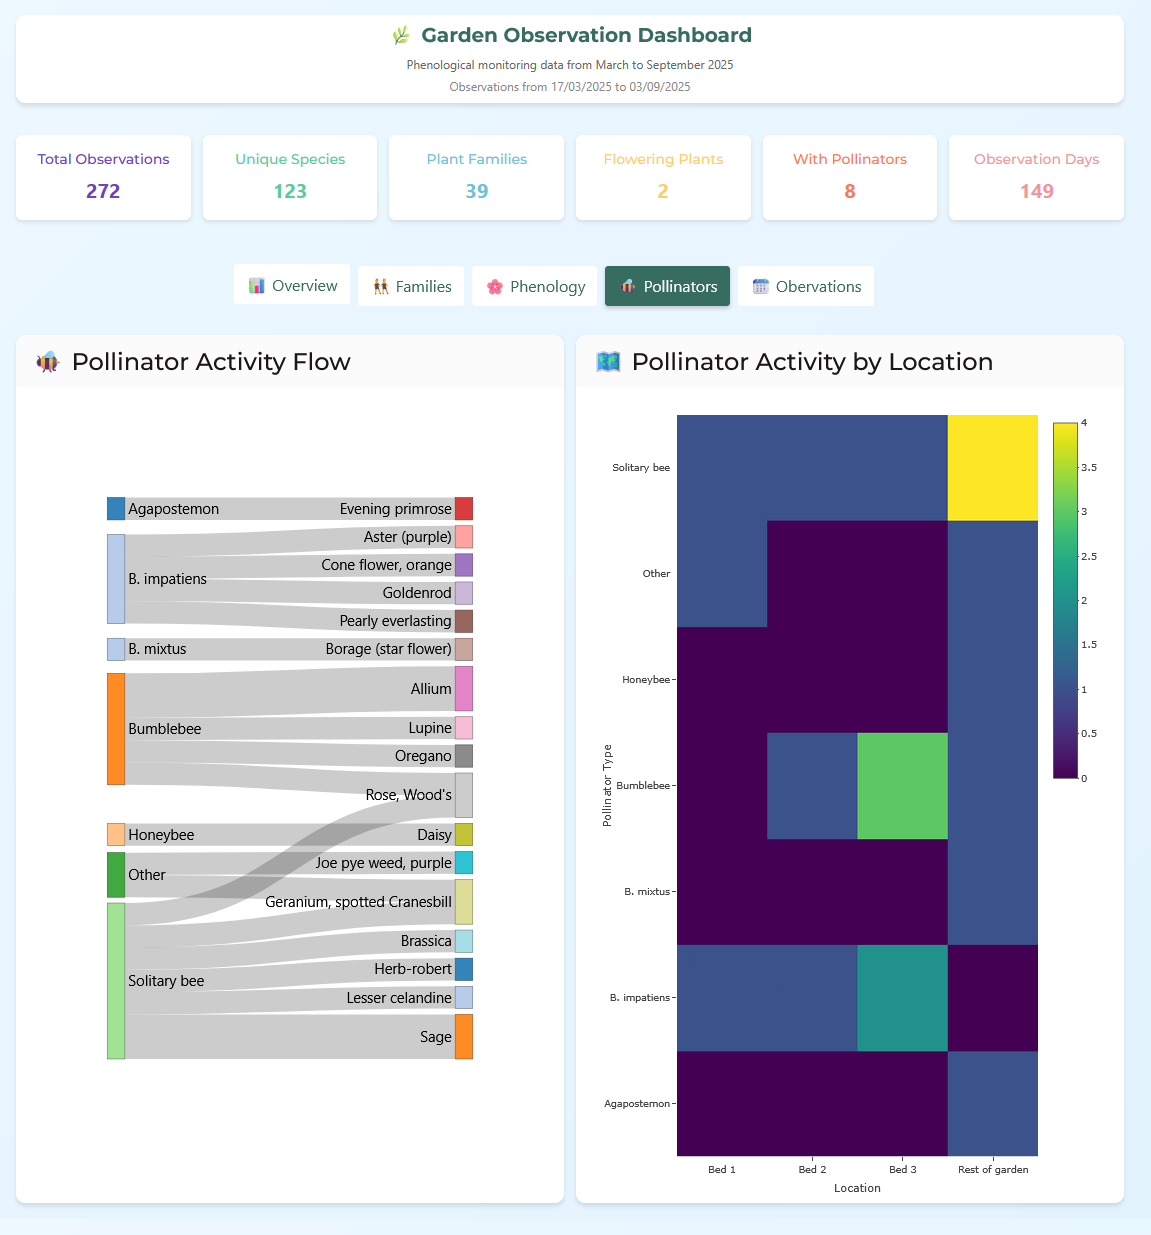 Garden Observation Dashboard
Phenological monitoring data from March to September 2025
Observations from 17/03/2025 to 03/09/2025
Total Observations
272
Unique Species
123
Plant Families
39
Flowering Plants
2
With Pollinators
8
Observation Days
149
Overview
Families
Phenology
Pollinators
Obervations
Pollinator Activity Flow
Agapostemon
Evening primrose
Aster (purple)
Cone flower, orange
B. impatiens
Goldenrod
Pearly everlasting
B. mixtus
Borage (star flower)
Allium
Bumblebee
Lupine
Oregano
Rose, Wood's
Honeybee
Daisy
Joe pye weed, purple
Other
Geranium, spotted Cranesbill
Brassica
Herb-robert
Solitary bee
Lesser celandine
Sage
Pollinator Activity by Location
Pollinator Type
Solitary bee
Other
Honeybee
Bumblebee
B. mixtus
B. impatiens
Agapostemon
Bed 1
Bed 2
Bed 3
Rest of garden
Location
4
3.5
3
2.5
2
1.5
1
0.5
0